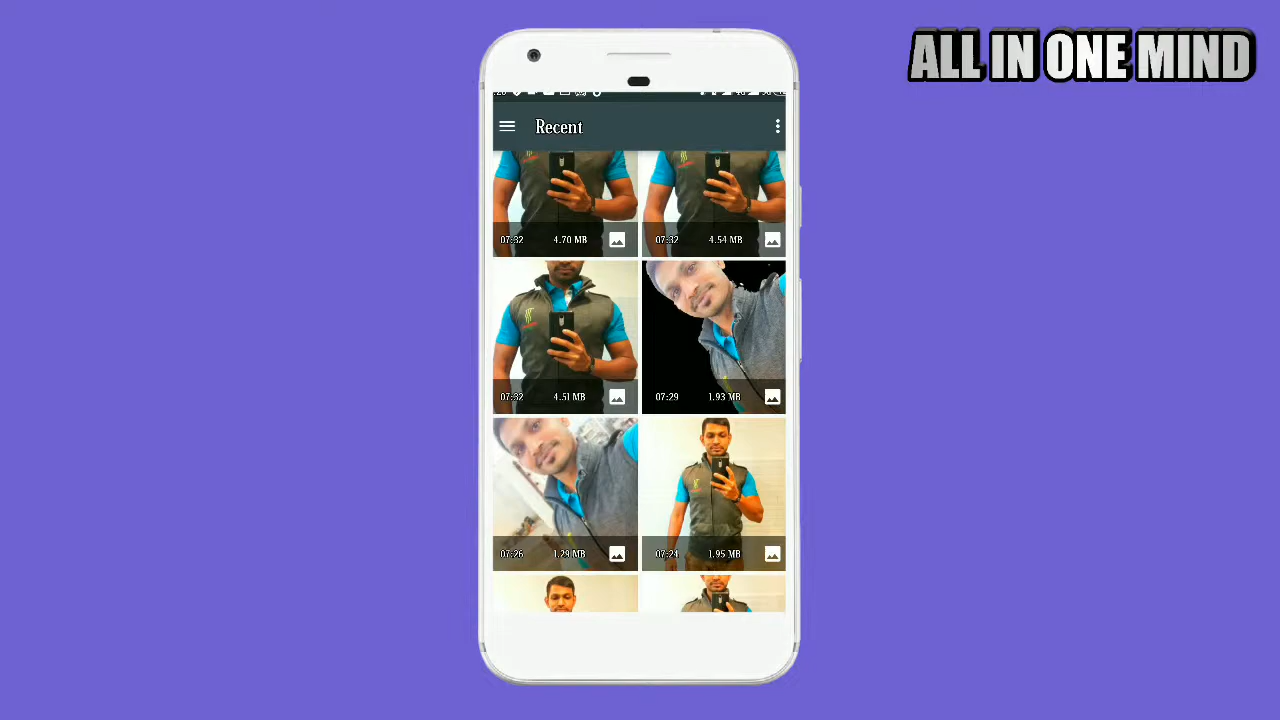 ALL IN ONE MIND
Recent
07:32 4.70 MB
07:32 4.54 MB
07:32 4.51 MB
07:29 1.93 MB
07:26 1.29 MB
07:24 1.95 MB